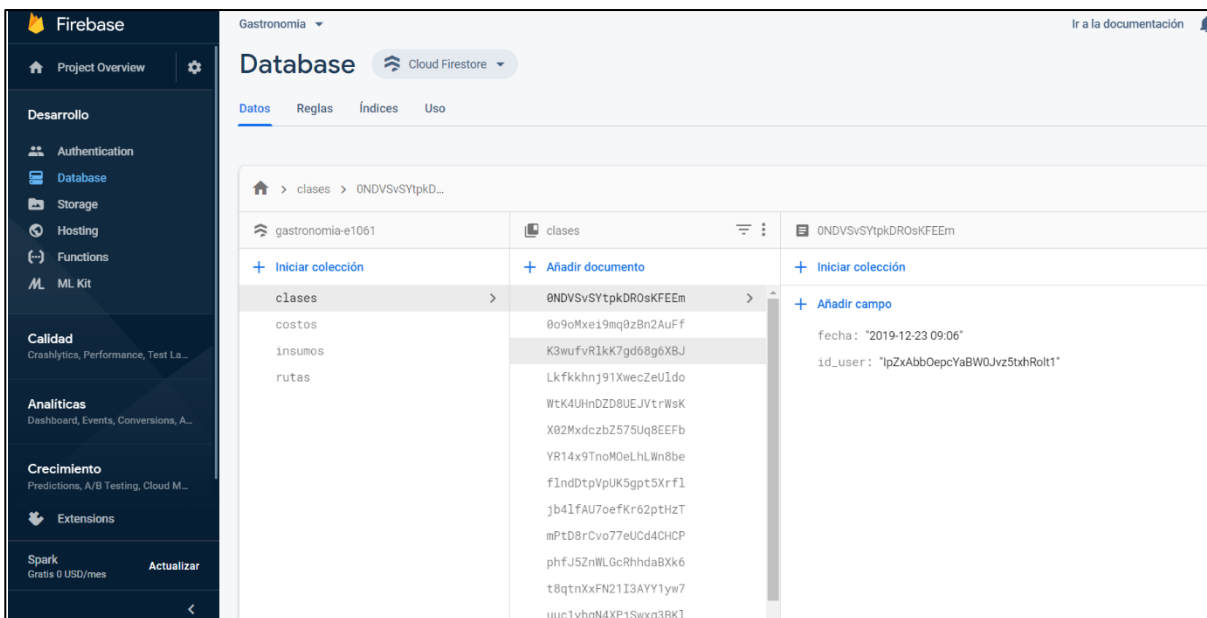 Firebase
Project Overview
Desarrollo
Authentication
Database
Storage
Hosting
Functions
ML Kit
Calidad
Crashlytics, Performance, Test La...
Analíticas
Dashboard, Events, Conversions, A...
Crecimiento
Predictions, A/B Testing, Cloud M...
Extensions
Spark
Gratis 0 USD/mes
Actualizar
Gastronomia
Ir a la documentación
Database
Cloud Firestore
Datos Reglas Índices Uso
clases > 0NDVSvSYtpkD...
gastronomia-e1061
+ Iniciar colección
clases
costos
insumos
rutas
clases
+ Añadir documento
0NDVSvSYtpkDROsKFEEm
0o9oMxei9mq0zBn2AuFf
K3wufvRlkK7gd68g6XBJ
Lkfkkhnj91XwecZeUldo
WtK4UHnDZD8UEJVtrWsK
X02MxdczbZ575Uq8EEFb
YR14x9TnoMOeLhLWn8be
flndDtpVpUK5gpt5Xrfl
jb4lfAU7oefKr62ptHzT
mPtD8rCvo77eUCd4CHCP
phfJ5ZnWLGcRhhdaBXk6
t8qtnXxFN21I3AYY1yw7
0NDVSvSYtpkDROsKFEEm
+ Iniciar colección
+ Añadir campo
fecha: "2019-12-23 09:06"
id_user: "IpZxAbbOepcYaBW0Jvz5txhRolt1"